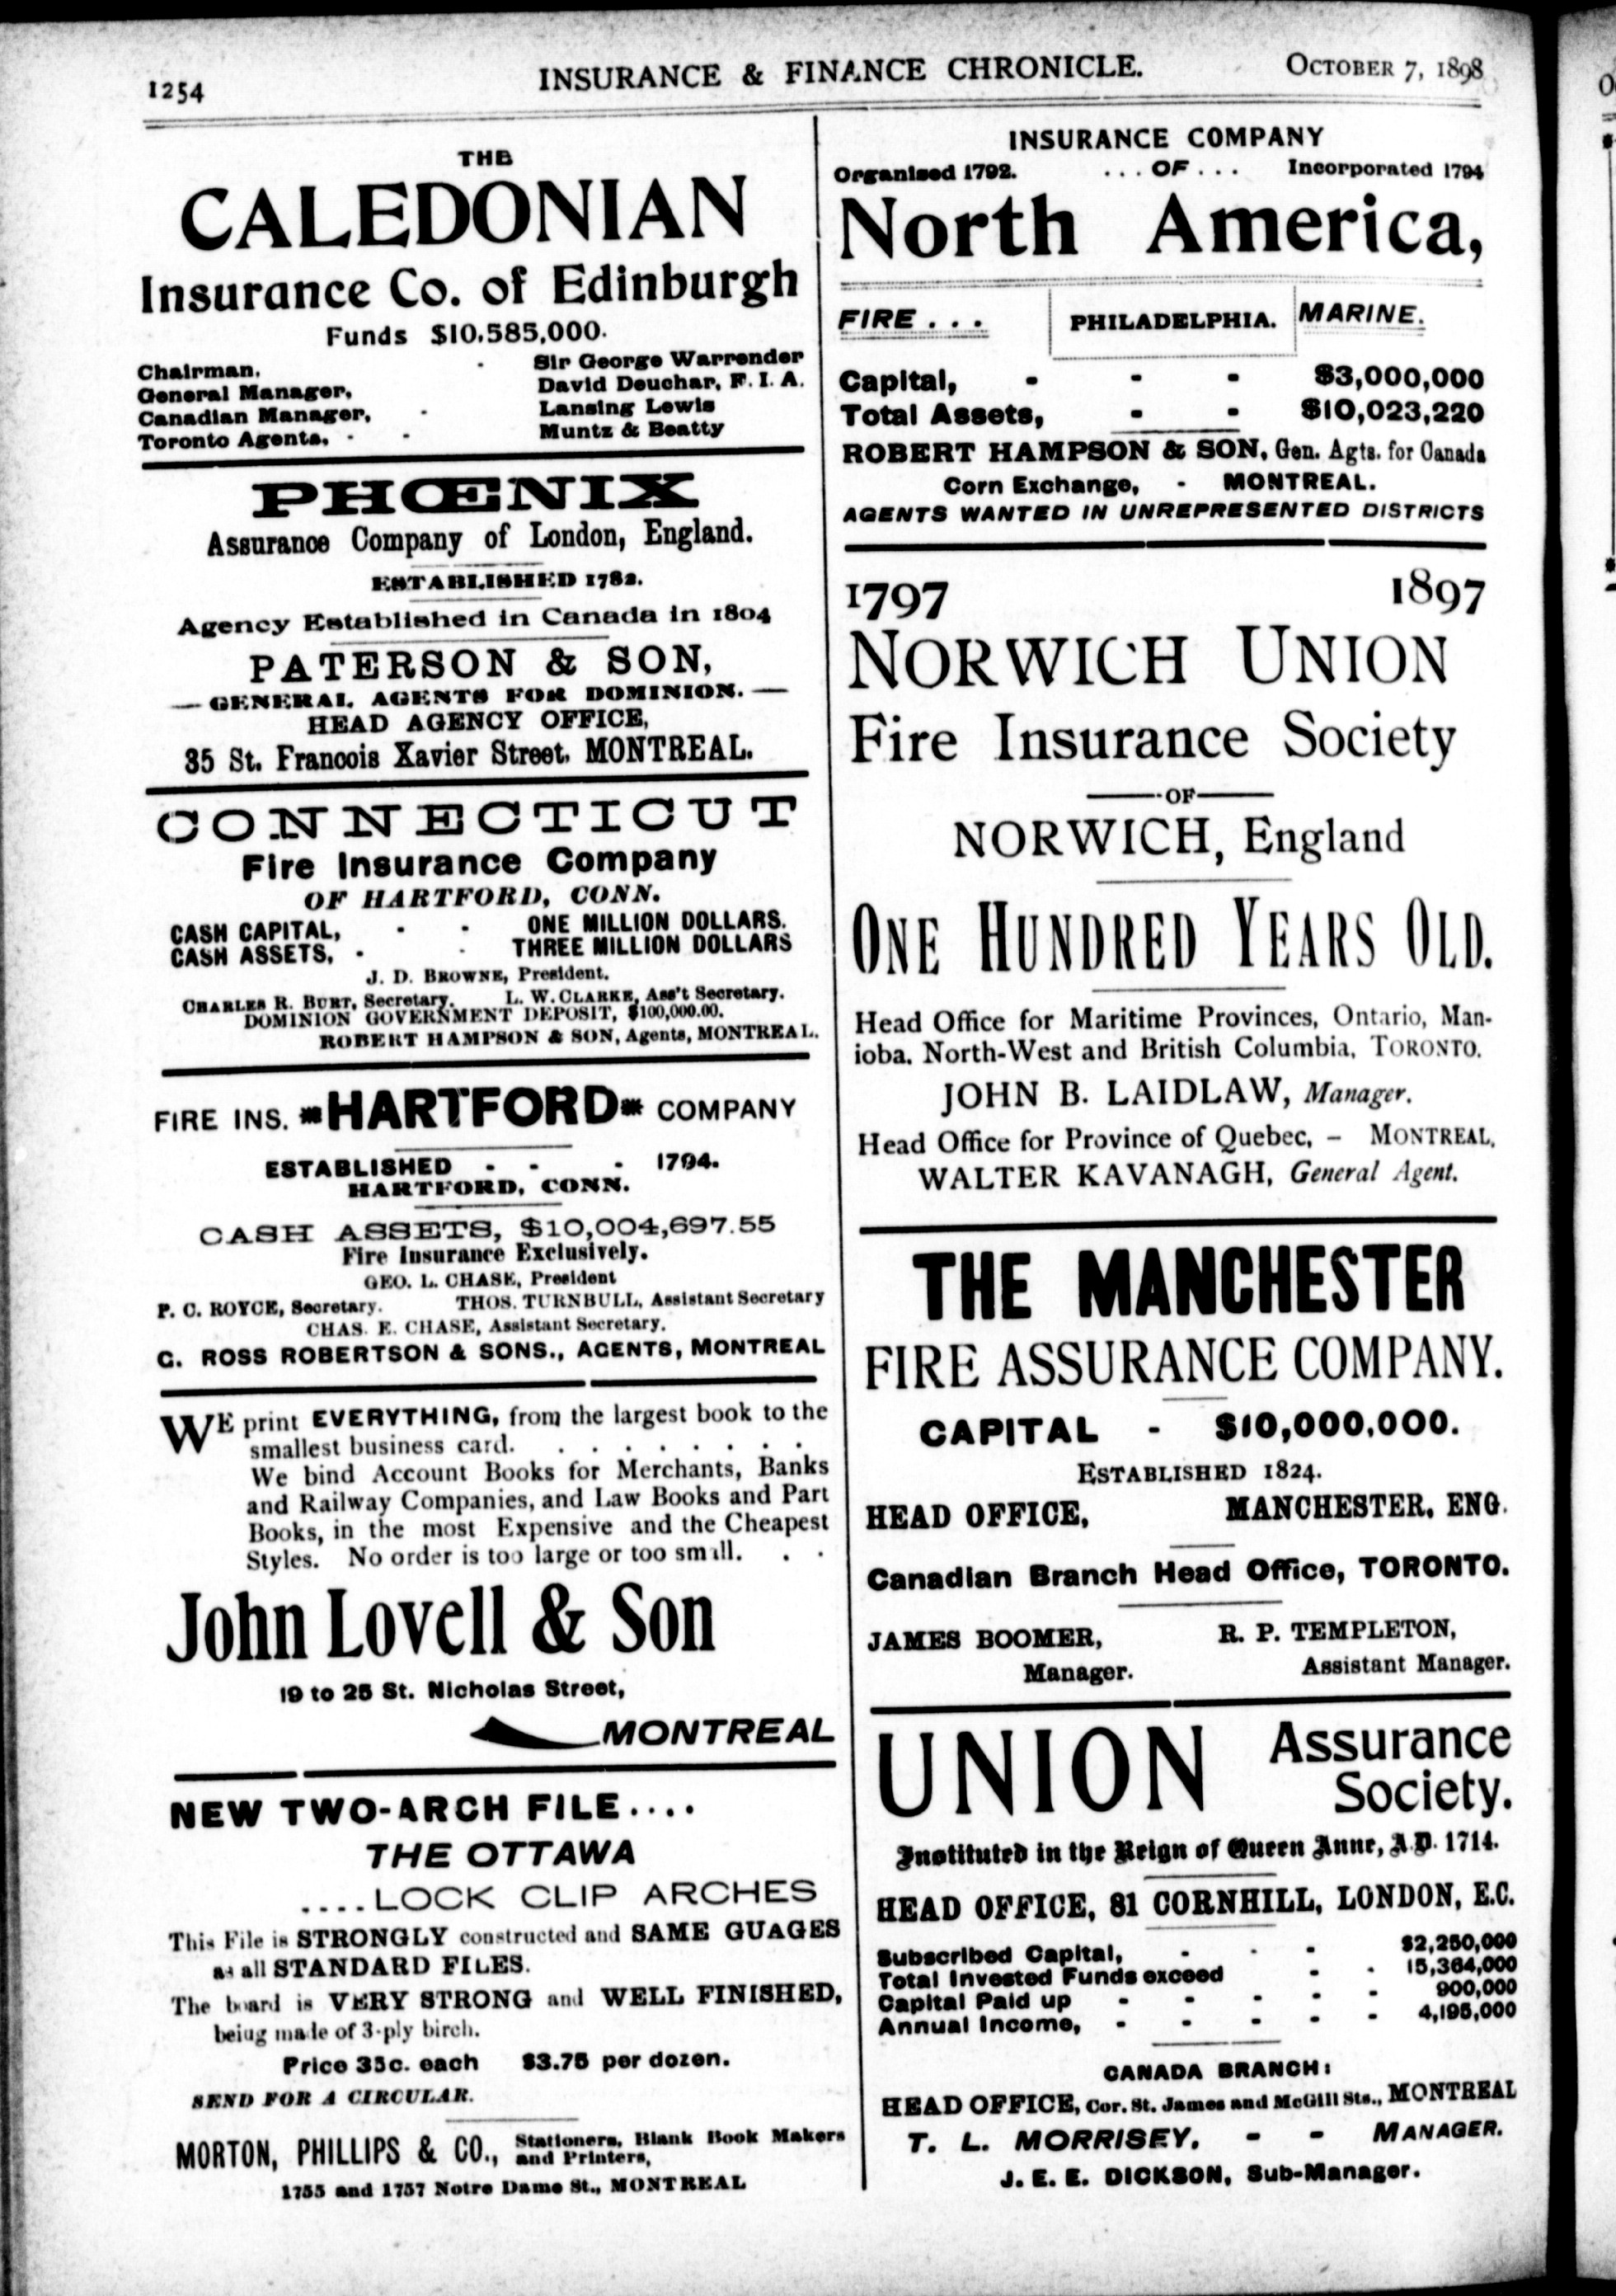 1254
INSURANCE & FINANCE CHRONICLE.
OCTOBER 7, 1898
THE
CALEDONIAN
Insurance Co. of Edinburgh
Funds $10,585,000.
Chairman, - Sir George Warrender
General Manager, David Deuchar, F. I. A.
Canadian Manager, - Lansing Lewis
Toronto Agents, - - Muntz & Beatty
PHŒNIX
Assurance Company of London, England.
ESTABLISHED 1782.
Agency Established in Canada in 1804
PATERSON & SON,
— GENERAL AGENTS FOR DOMINION. —
HEAD AGENCY OFFICE,
35 St. Francois Xavier Street, MONTREAL.
CONNECTICUT
Fire Insurance Company
OF HARTFORD, CONN.
CASH CAPITAL, - - ONE MILLION DOLLARS.
CASH ASSETS, - - THREE MILLION DOLLARS
J. D. BROWNE, President.
CHARLES R. BURT, Secretary. L. W. CLARKE, Ass't Secretary.
DOMINION GOVERNMENT DEPOSIT, $100,000.00.
ROBERT HAMPSON & SON, Agents, MONTREAL.
FIRE INS. *HARTFORD* COMPANY
ESTABLISHED - - - 1794.
HARTFORD, CONN.
CASH ASSETS, $10,004,697.55
Fire Insurance Exclusively.
GEO. L. CHASE, President
P. C. ROYCE, Secretary. THOS. TURNBULL, Assistant Secretary
CHAS. E. CHASE, Assistant Secretary.
C. ROSS ROBERTSON & SONS., AGENTS, MONTREAL
WE print EVERYTHING, from the largest book to the
smallest business card. . . . . . . . .
We bind Account Books for Merchants, Banks
and Railway Companies, and Law Books and Part
Books, in the most Expensive and the Cheapest
Styles. No order is too large or too small. . .
John Lovell & Son
19 to 25 St. Nicholas Street,
MONTREAL
NEW TWO-ARCH FILE....
THE OTTAWA
....LOCK CLIP ARCHES
This File is STRONGLY constructed and SAME GUAGES
as all STANDARD FILES.
The board is VERY STRONG and WELL FINISHED,
beiug made of 3-ply birch.
Price 35c. each $3.75 per dozen.
SEND FOR A CIRCULAR.
MORTON, PHILLIPS & CO., Stationers, Blank Book Makers
and Printers,
1755 and 1757 Notre Dame St., MONTREAL
INSURANCE COMPANY
Organised 1792. ...OF... Incorporated 1794
North America,
FIRE... PHILADELPHIA. MARINE.
Capital, - - - $3,000,000
Total Assets, - - $10,023,220
ROBERT HAMPSON & SON, Gen. Agts. for Canada
Corn Exchange, - MONTREAL.
AGENTS WANTED IN UNREPRESENTED DISTRICTS
1797 1897
NORWICH UNION
Fire Insurance Society
—OF—
NORWICH, England
ONE HUNDRED YEARS OLD.
Head Office for Maritime Provinces, Ontario, Man-
ioba, North-West and British Columbia, TORONTO.
JOHN B. LAIDLAW, Manager.
Head Office for Province of Quebec, – MONTREAL,
WALTER KAVANAGH, General Agent.
THE MANCHESTER
FIRE ASSURANCE COMPANY.
CAPITAL - $10,000,000.
ESTABLISHED 1824.
HEAD OFFICE, MANCHESTER, ENG.
Canadian Branch Head Office, TORONTO.
JAMES BOOMER, R. P. TEMPLETON,
Manager. Assistant Manager.
UNION Assurance
Society.
Instituted in the Reign of Queen Anne, A.D. 1714.
HEAD OFFICE, 81 CORNHILL, LONDON, E.C.
Subscribed Capital, - - - $2,250,000
Total Invested Funds exceed - - 15,364,000
Capital Paid up - - - - - 900,000
Annual Income, - - - - - 4,195,000
CANADA BRANCH:
HEAD OFFICE, Cor. St. James and McGill Sts., MONTREAL
T. L. MORRISEY, - - MANAGER.
J. E. E. DICKSON, Sub-Manager.